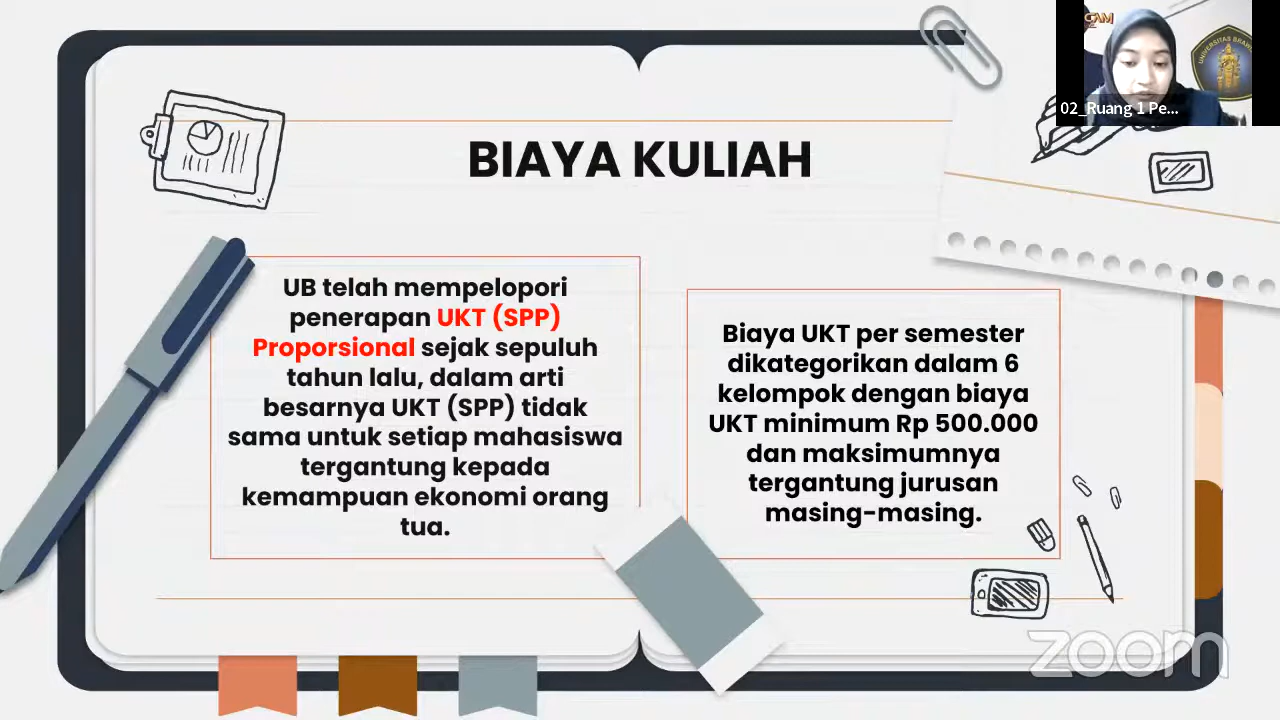 BIAYA KULIAH
UB telah mempelopori
penerapan UKT (SPP)
Proporsional sejak sepuluh
tahun lalu, dalam arti
besarnya UKT (SPP) tidak
sama untuk setiap mahasiswa
tergantung kepada
kemampuan ekonomi orang
tua.
Biaya UKT per semester
dikategorikan dalam 6
kelompok dengan biaya
UKT minimum Rp 500.000
dan maksimumnya
tergantung jurusan
masing-masing.
02_Ruang 1 Pe...
zoom